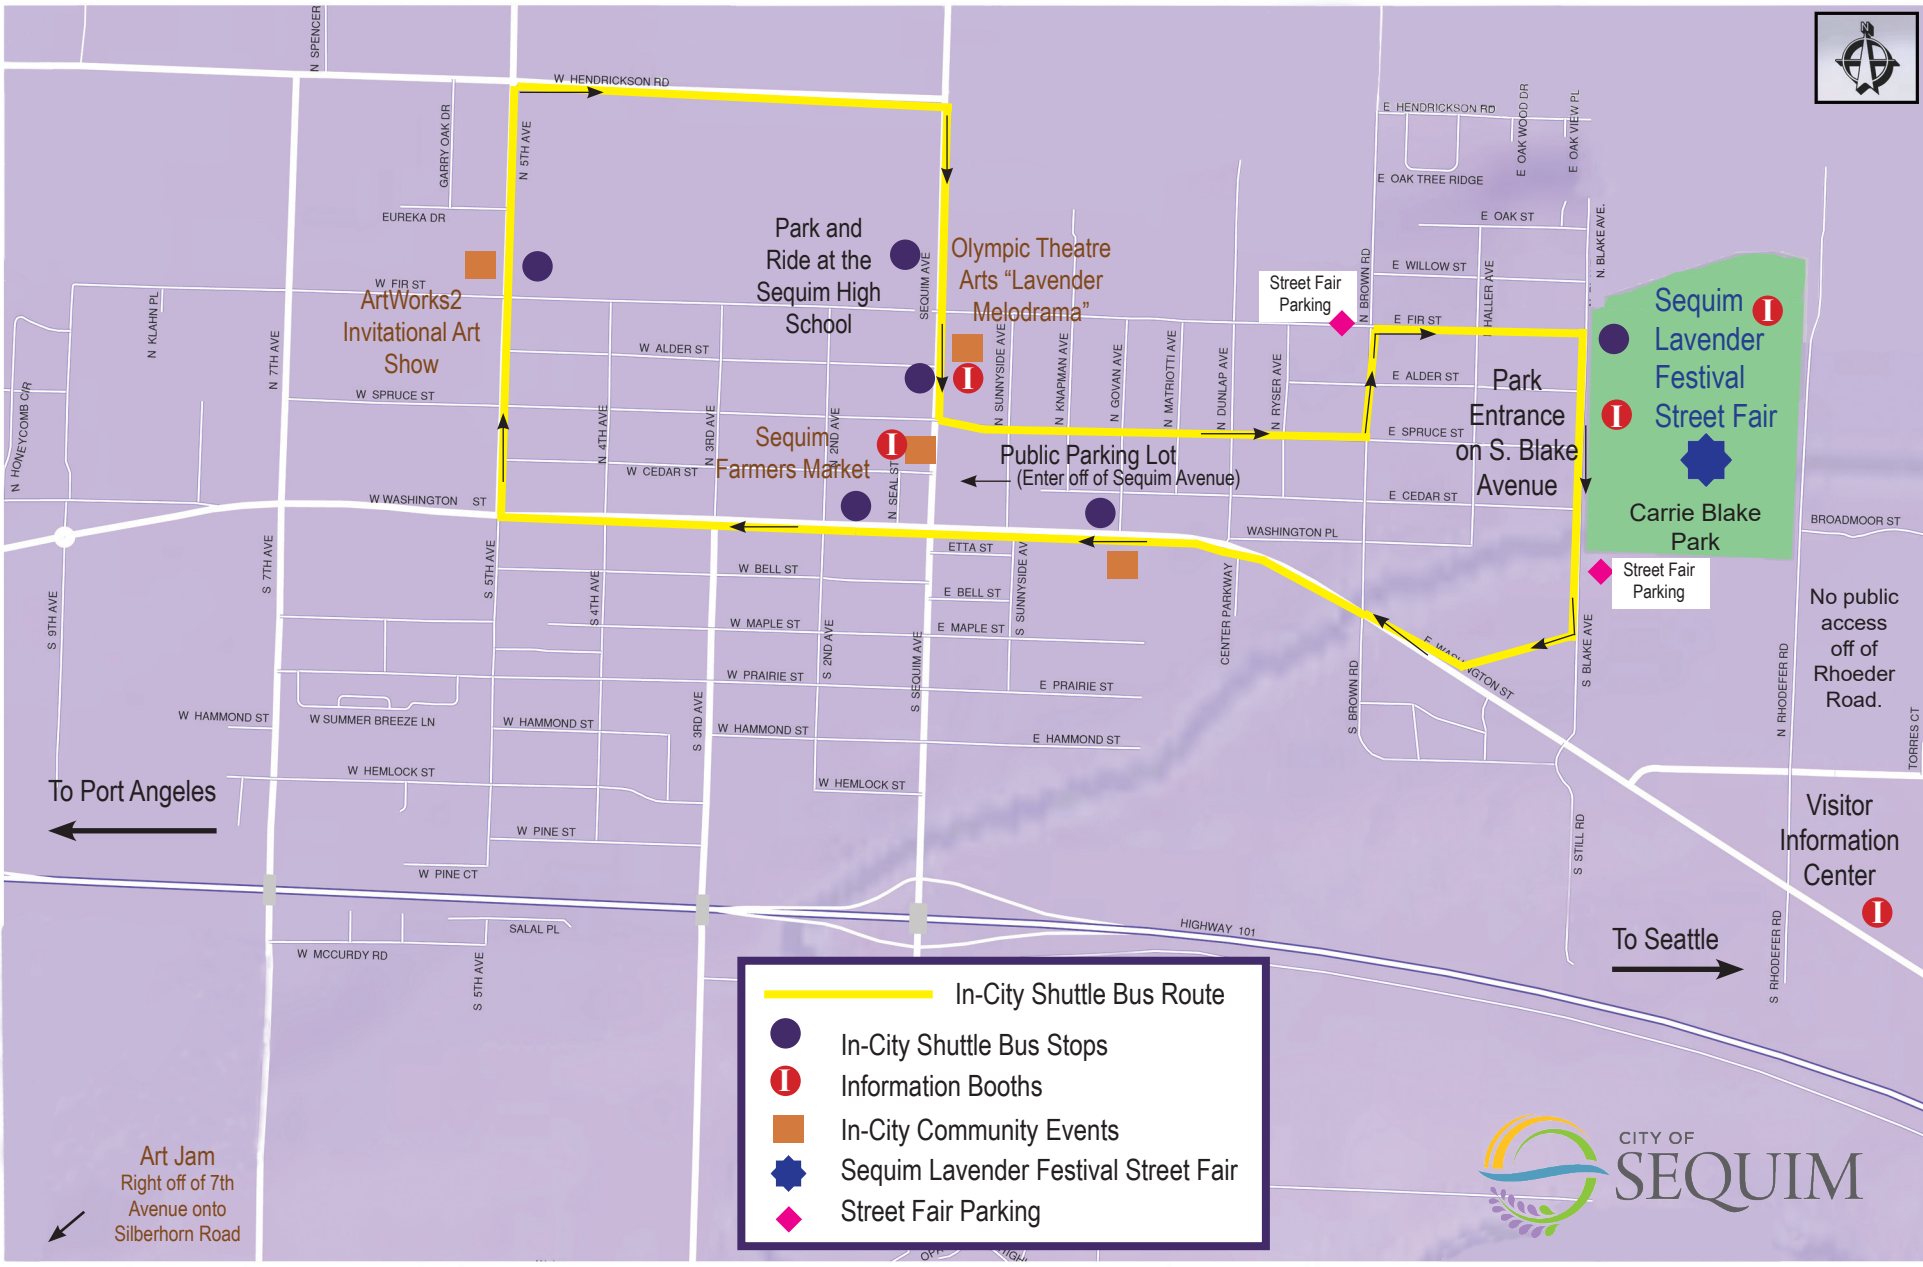 N SPENCER
W HENDRICKSON RD
N
GARRY OAK DR
N 5TH AVE
EUREKA DR
E HENDRICKSON RD
E OAK WOOD DR
E OAK VIEW PL
E OAK TREE RIDGE
E OAK ST
N. BLAKE AVE.
E WILLOW ST
N HALLER AVE
N BROWN RD
Park and
Ride at the
Sequim High
School
SEQUIM AVE
Olympic Theatre
Arts “Lavender
Melodrama”
Street Fair
Parking
W FIR ST
ArtWorks2
Invitational Art
Show
N KLAHN PL
N 7TH AVE
N HONEYCOMB CIR
W SPRUCE ST
W ALDER ST
N 4TH AVE
N 3RD AVE
N 2ND AVE
W CEDAR ST
Sequim
Farmers Market
I
I
N SEAL ST
N SUNNYSIDE AVE
N KNAPMAN AVE
N GOVAN AVE
N MATRIOTTI AVE
N DUNLAP AVE
N RYSER AVE
E FIR ST
E ALDER ST
E SPRUCE ST
E CEDAR ST
Park
Entrance
on S. Blake
Avenue
Sequim
Lavender
Festival
Street Fair
I
I
Carrie Blake
Park
Public Parking Lot
(Enter off of Sequim Avenue)
W WASHINGTON ST
WASHINGTON PL
BROADMOOR ST
Street Fair
Parking
No public
access
off of
Rhoeder
Road.
ETTA ST
W BELL ST
E BELL ST
W MAPLE ST
E MAPLE ST
W PRAIRIE ST
E PRAIRIE ST
W HAMMOND ST
W SUMMER BREEZE LN
W HAMMOND ST
W HAMMOND ST
E HAMMOND ST
W HEMLOCK ST
W HEMLOCK ST
W PINE ST
W PINE CT
S 9TH AVE
S 7TH AVE
S 5TH AVE
S 4TH AVE
S 3RD AVE
S 2ND AVE
S SEQUIM AVE
S SUNNYSIDE AV
CENTER PARKWAY
S BROWN RD
E WASHINGTON ST
S BLAKE AVE
N RHODEFER RD
TORRES CT
S STILL RD
S RHODEFER RD
To Port Angeles
Visitor
Information
Center
I
To Seattle
HIGHWAY 101
SALAL PL
W MCCURDY RD
S 5TH AVE
In-City Shuttle Bus Route
In-City Shuttle Bus Stops
I
Information Booths
In-City Community Events
Sequim Lavender Festival Street Fair
Street Fair Parking
Art Jam
Right off of 7th
Avenue onto
Silberhorn Road
CITY OF
SEQUIM